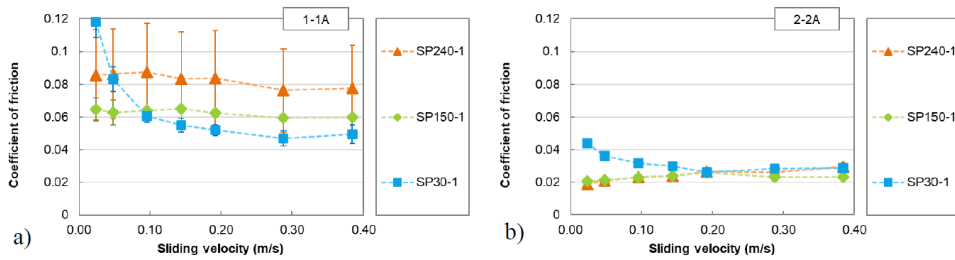 1-1A
0.12
0.1
0.08
0.06
0.04
0.02
0
Coefficient of friction
0.00 0.10 0.20 0.30 0.40
Sliding velocity (m/s)
SP240-1
SP150-1
SP30-1
a)
2-2A
0.12
0.1
0.08
0.06
0.04
0.02
0
Coefficient of friction
0.00 0.10 0.20 0.30 0.40
Sliding velocity (m/s)
SP240-1
SP150-1
SP30-1
b)